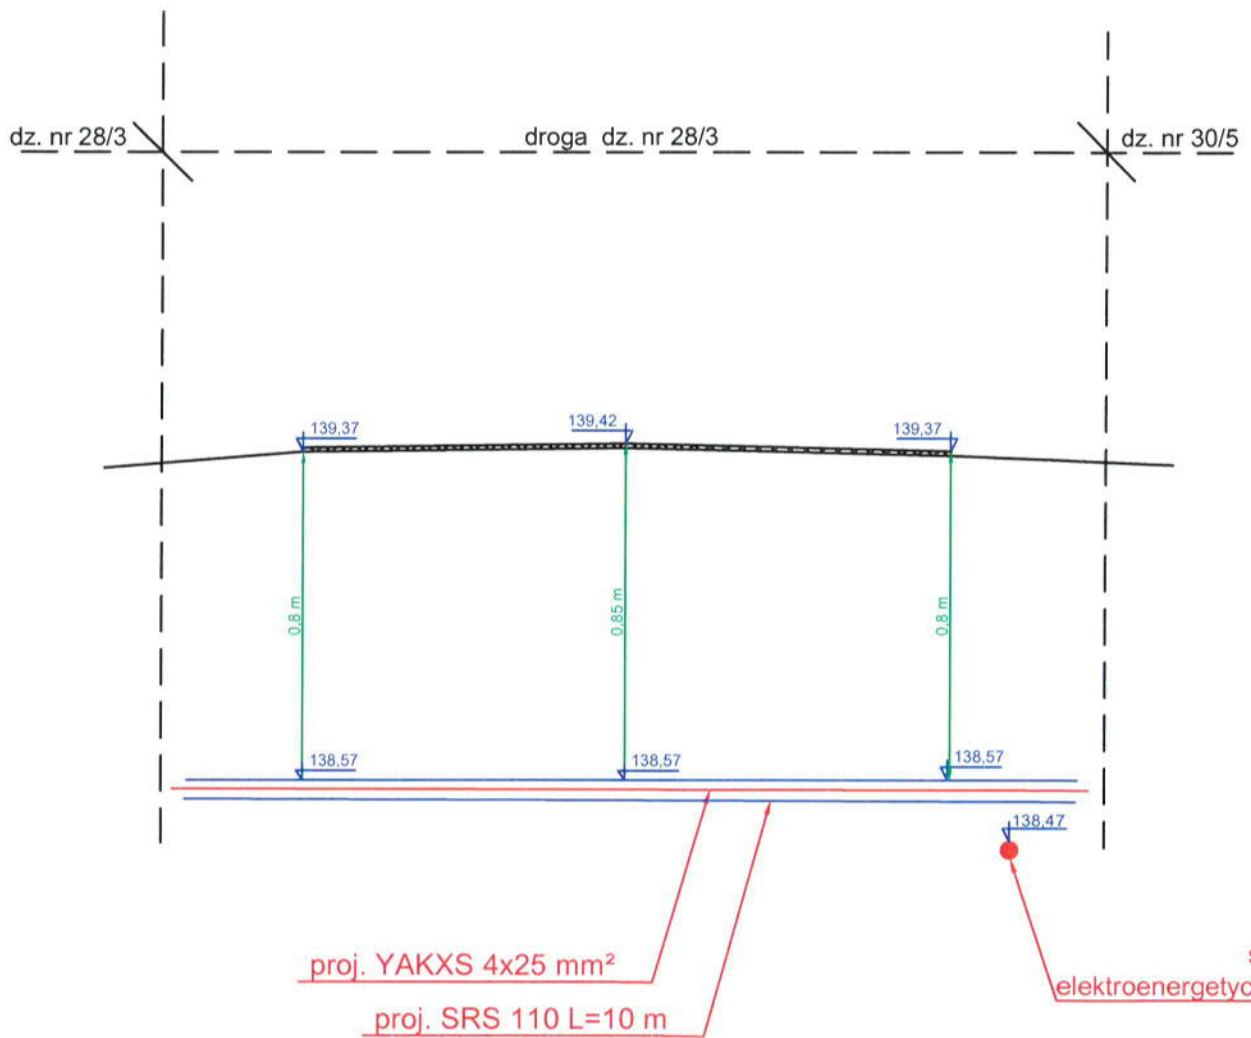 dz. nr 28/3
droga dz. nr 28/3
dz. nr 30/5
139,37
139,42
139,37
0,8 m
0,85 m
0,8 m
138,57
138,57
138,57
138,47
proj. YAKXS 4x25 mm²
proj. SRS 110 L=10 m